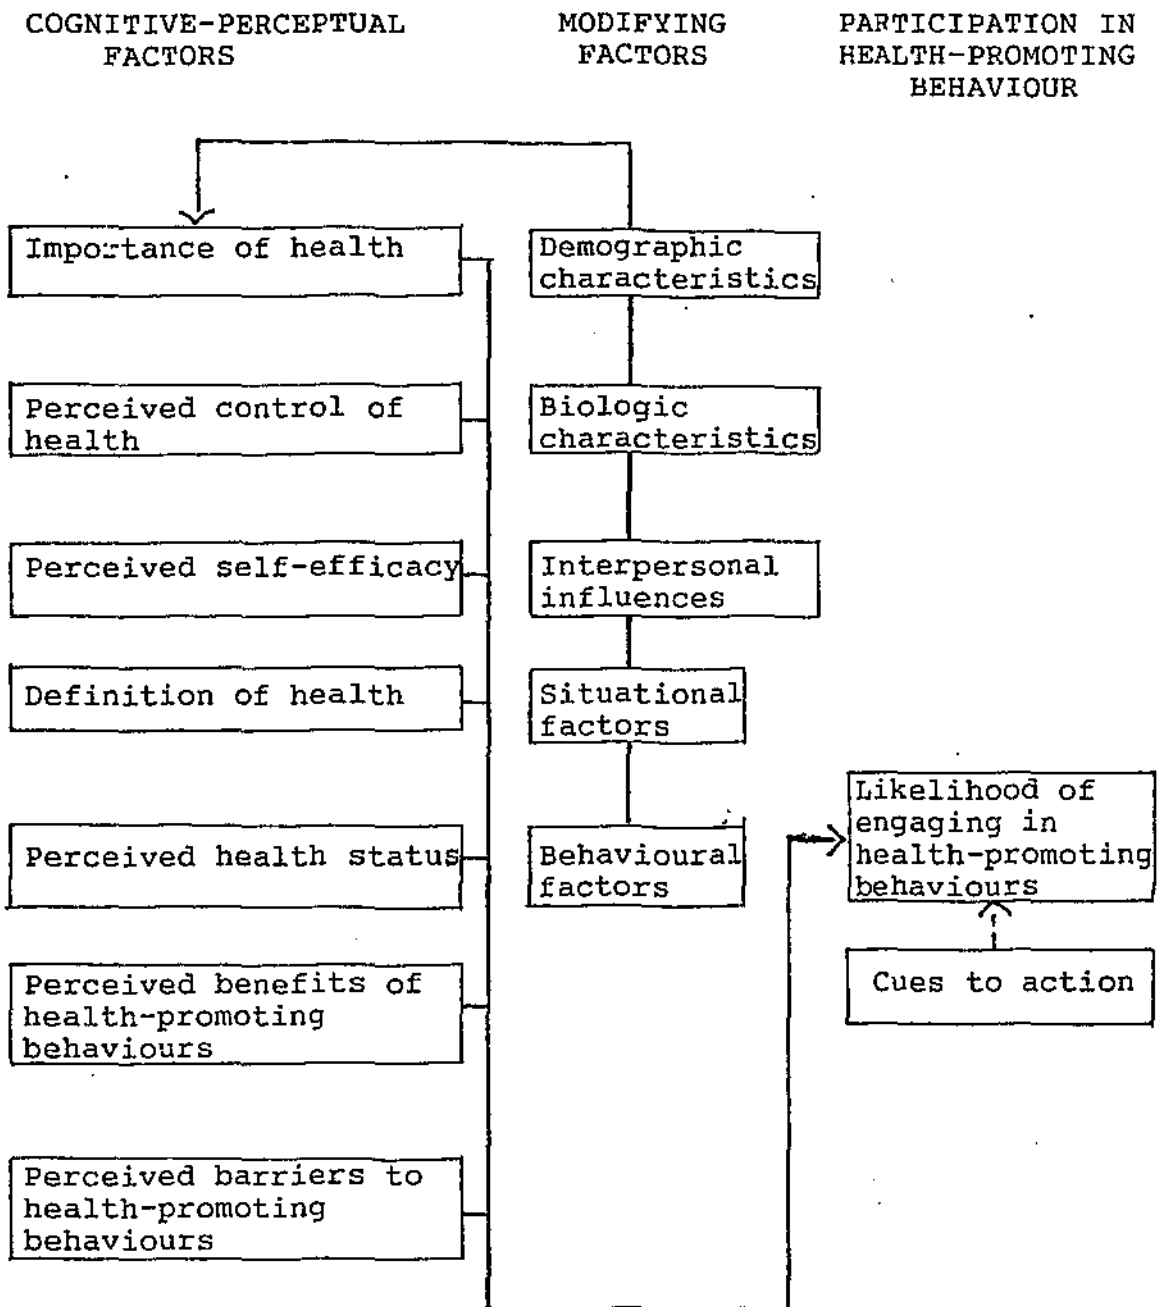 COGNITIVE-PERCEPTUAL
FACTORS
MODIFYING
FACTORS
PARTICIPATION IN
HEALTH-PROMOTING
BEHAVIOUR
Importance of health
Perceived control of
health
Perceived self-efficacy
Definition of health
Perceived health status
Perceived benefits of
health-promoting
behaviours
Perceived barriers to
health-promoting
behaviours
Demographic
characteristics
Biologic
characteristics
Interpersonal
influences
Situational
factors
Behavioural
factors
Likelihood of
engaging in
health-promoting
behaviours
Cues to action